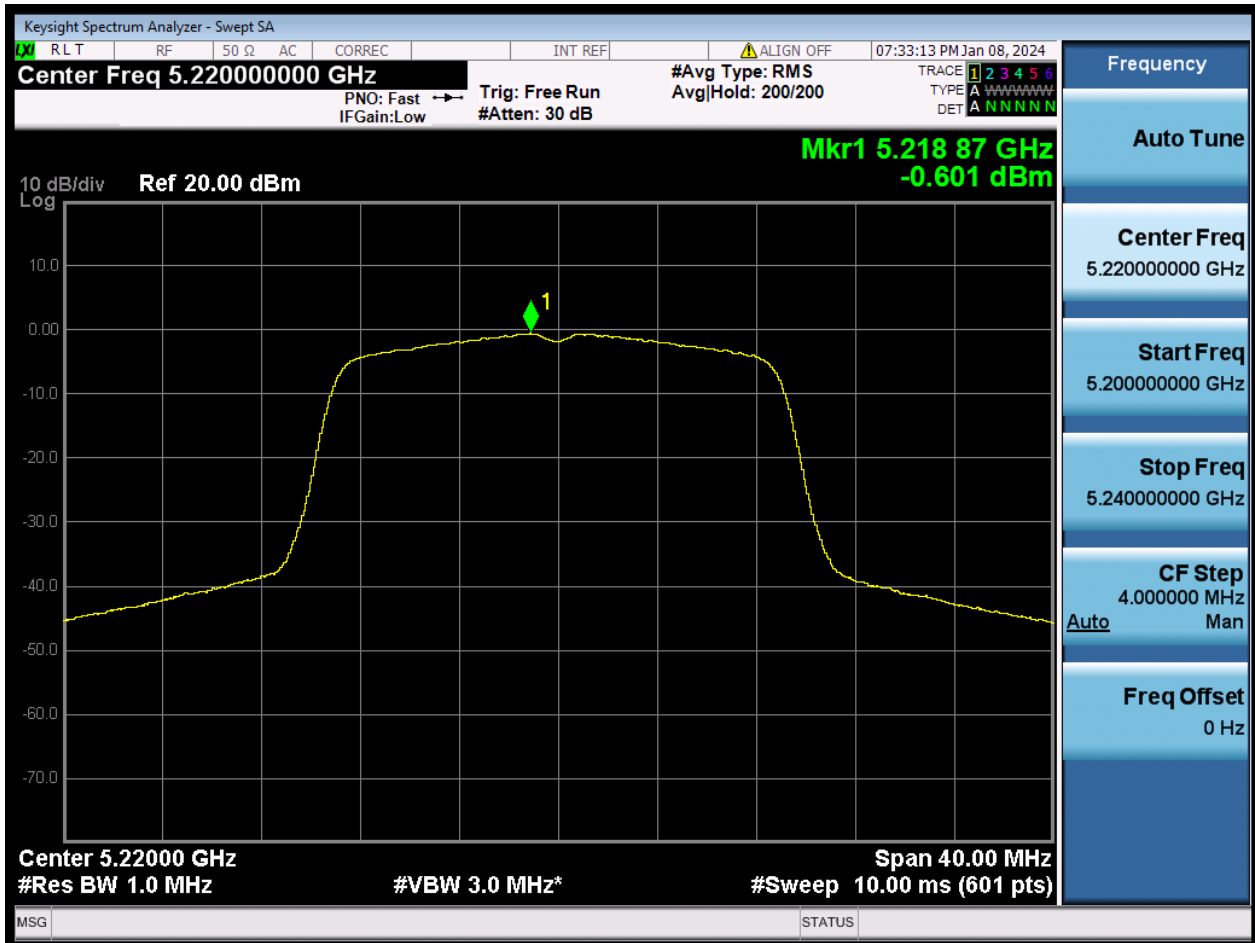 Keysight Spectrum Analyzer - Swept SA
LXI RLT RF 50 Ω AC CORREC INT REF ALIGN OFF 07:33:13 PM Jan 08, 2024
Center Freq 5.220000000 GHz
PNO: Fast
IFGain:Low
Trig: Free Run
#Atten: 30 dB
#Avg Type: RMS
Avg|Hold: 200/200
TRACE 1 2 3 4 5 6
TYPE A WWWWW
DET A N N N N N
Mkr1 5.218 87 GHz
-0.601 dBm
10 dB/div Ref 20.00 dBm
Log
10.0
0.00
-10.0
-20.0
-30.0
-40.0
-50.0
-60.0
-70.0
1
Center 5.22000 GHz Span 40.00 MHz
#Res BW 1.0 MHz #VBW 3.0 MHz* #Sweep 10.00 ms (601 pts)
MSG STATUS
Frequency
Auto Tune
Center Freq
5.220000000 GHz
Start Freq
5.200000000 GHz
Stop Freq
5.240000000 GHz
CF Step
4.000000 MHz
Auto Man
Freq Offset
0 Hz